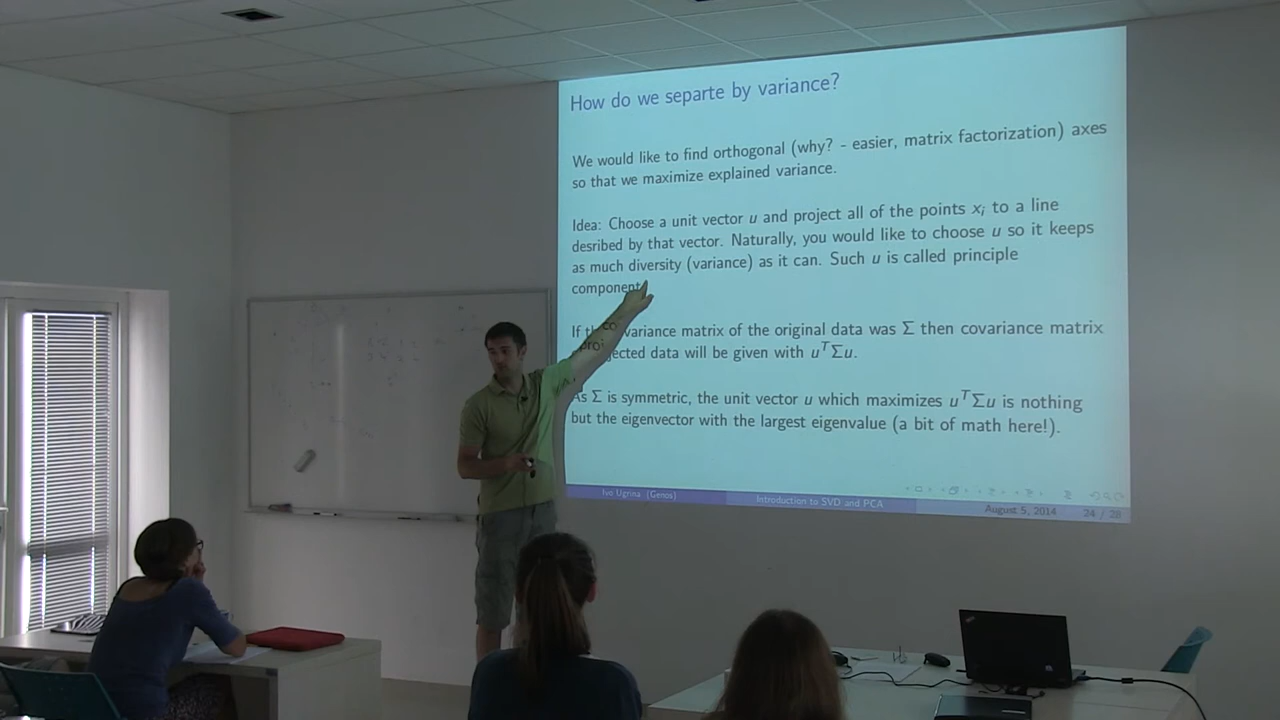 How do we separte by variance?
We would like to find orthogonal (why? - easier, matrix factorization) axes
so that we maximize explained variance.
Idea: Choose a unit vector u and project all of the points xᵢ to a line
desribed by that vector. Naturally, you would like to choose u so it keeps
as much diversity (variance) as it can. Such u is called principle
component
If the covariance matrix of the original data was Σ then covariance matrix
projected data will be given with uᵀΣu.
As Σ is symmetric, the unit vector u which maximizes uᵀΣu is nothing
but the eigenvector with the largest eigenvalue (a bit of math here!).
Ivo Ugrina (Genos) Introduction to SVD and PCA August 5, 2014 24 / 28